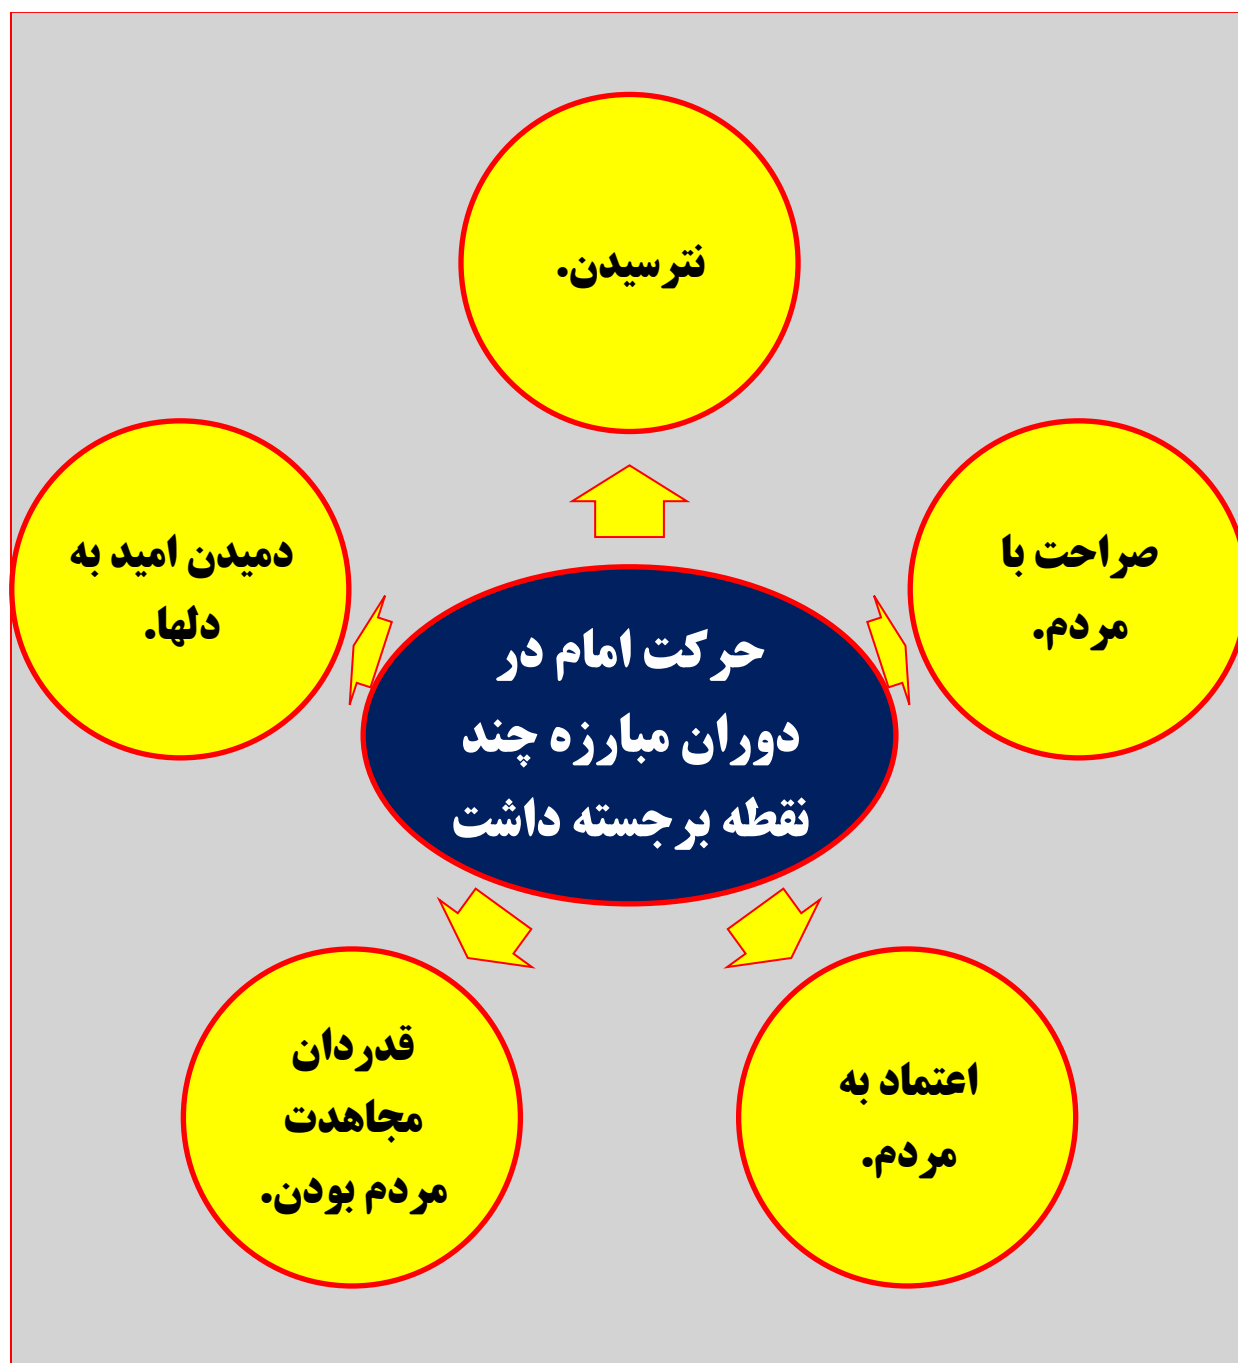 نترسیدن.
صراحت با
مردم.
دمیدن امید به
دلها.
حرکت امام در
دوران مبارزه چند
نقطه برجسته داشت
اعتماد به
مردم.
قدردان
مجاهدت
مردم بودن.